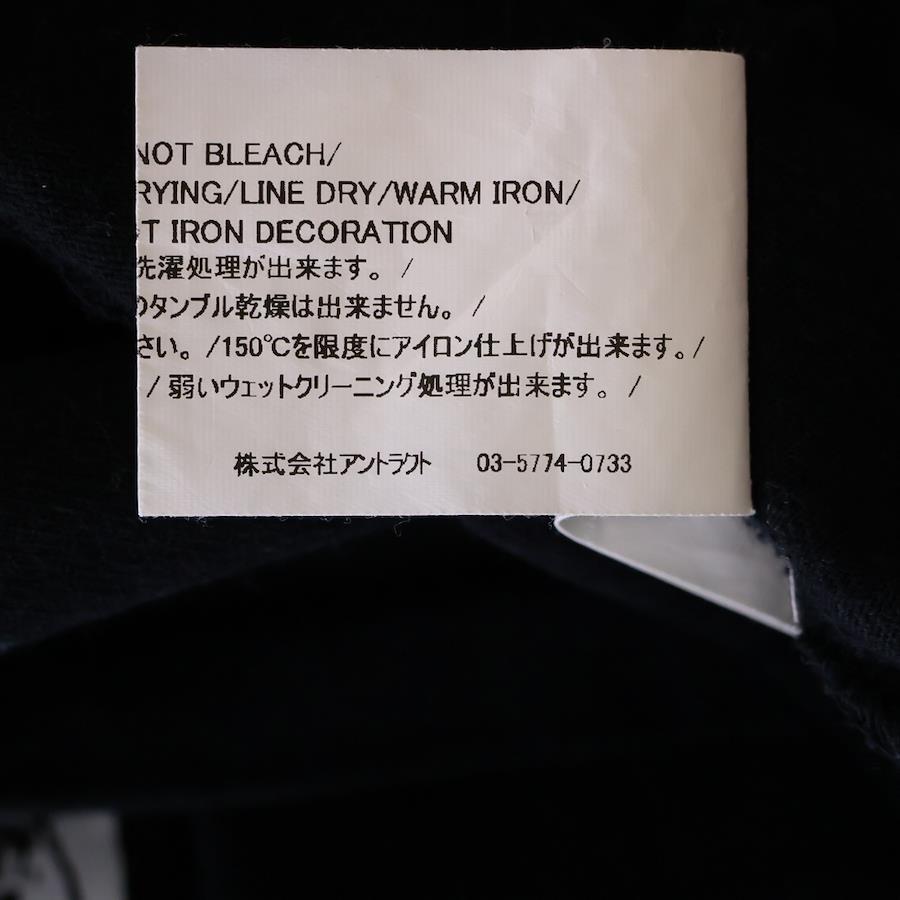 NOT BLEACH/
RYING/LINE DRY/WARM IRON/
T IRON DECORATION
洗濯処理が出来ます。 /
のタンブル乾燥は出来ません。 /
さい。 /150℃を限度にアイロン仕上げが出来ます。 /
/ 弱いウェットクリーニング処理が出来ます。 /
株式会社アントラクト 03-5774-0733